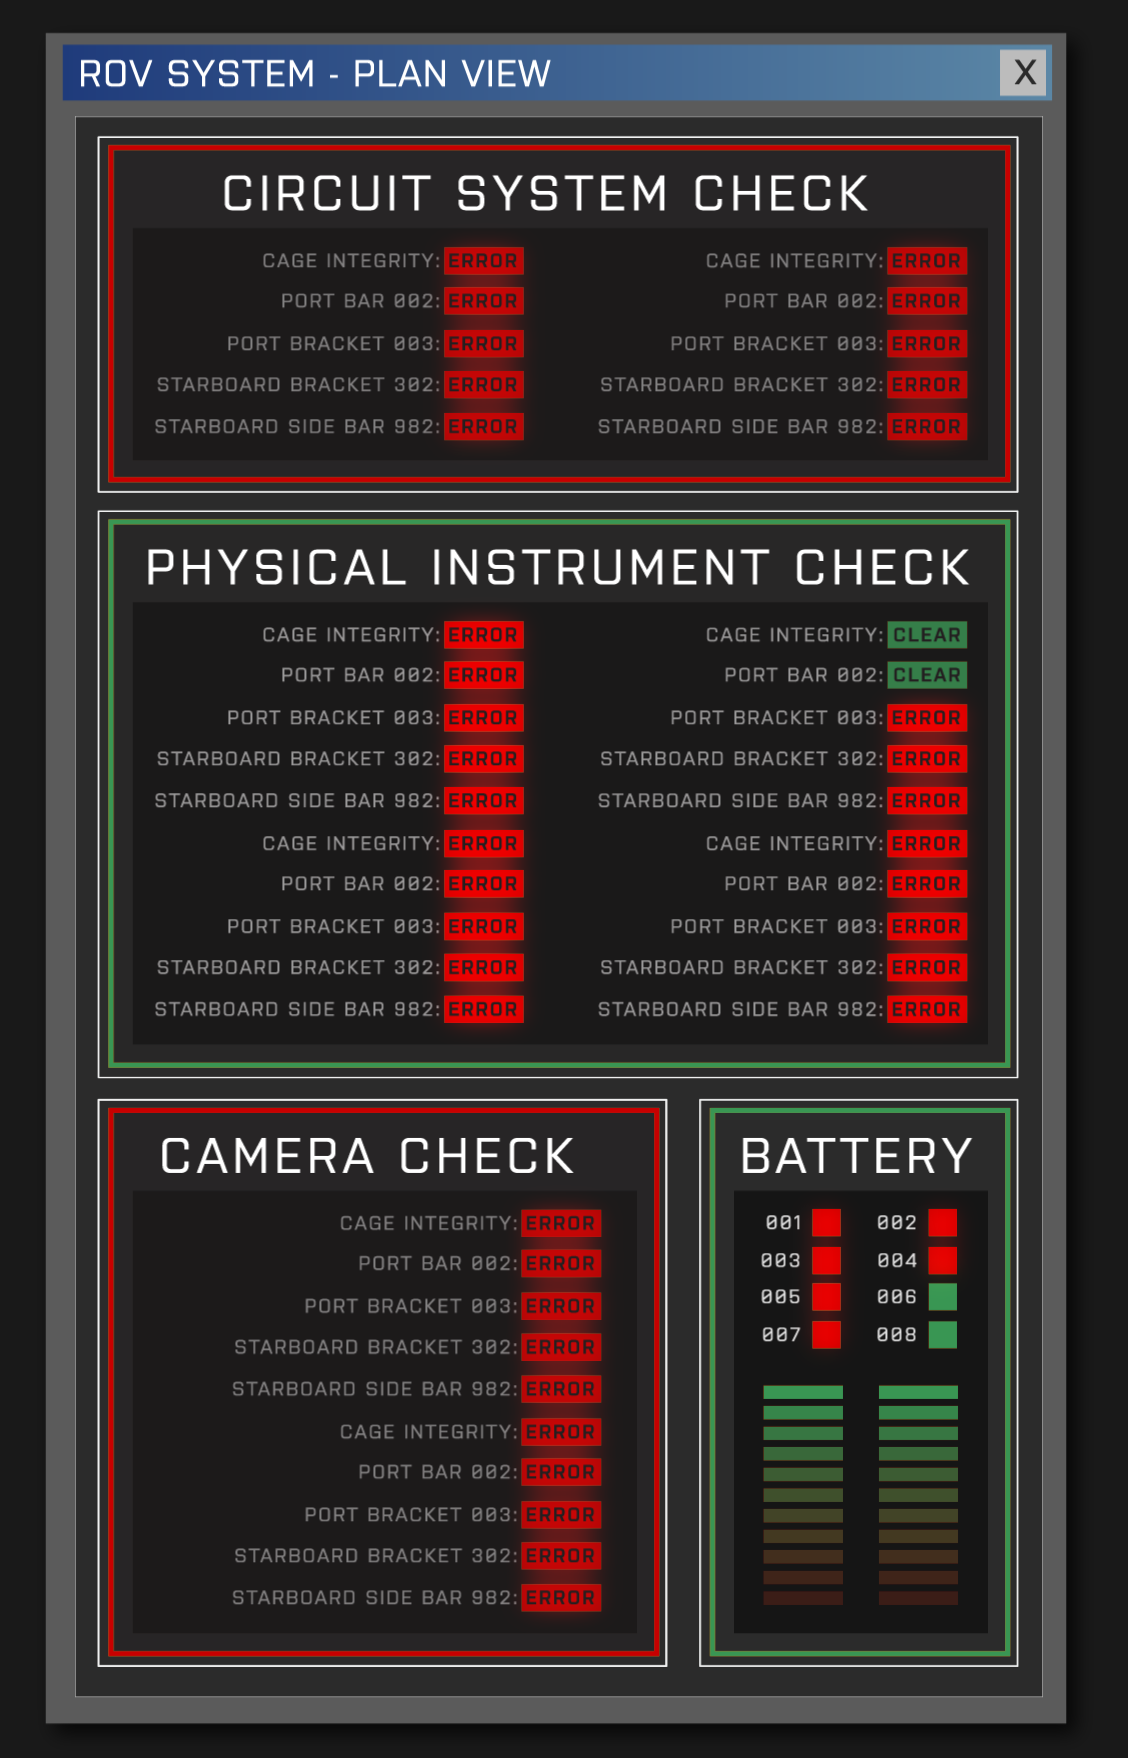 ROV SYSTEM - PLAN VIEW X
CIRCUIT SYSTEM CHECK
CAGE INTEGRITY: ERROR CAGE INTEGRITY: ERROR
PORT BAR 002: ERROR PORT BAR 002: ERROR
PORT BRACKET 003: ERROR PORT BRACKET 003: ERROR
STARBOARD BRACKET 302: ERROR STARBOARD BRACKET 302: ERROR
STARBOARD SIDE BAR 982: ERROR STARBOARD SIDE BAR 982: ERROR
PHYSICAL INSTRUMENT CHECK
CAGE INTEGRITY: ERROR CAGE INTEGRITY: CLEAR
PORT BAR 002: ERROR PORT BAR 002: CLEAR
PORT BRACKET 003: ERROR PORT BRACKET 003: ERROR
STARBOARD BRACKET 302: ERROR STARBOARD BRACKET 302: ERROR
STARBOARD SIDE BAR 982: ERROR STARBOARD SIDE BAR 982: ERROR
CAGE INTEGRITY: ERROR CAGE INTEGRITY: ERROR
PORT BAR 002: ERROR PORT BAR 002: ERROR
PORT BRACKET 003: ERROR PORT BRACKET 003: ERROR
STARBOARD BRACKET 302: ERROR STARBOARD BRACKET 302: ERROR
STARBOARD SIDE BAR 982: ERROR STARBOARD SIDE BAR 982: ERROR
CAMERA CHECK
CAGE INTEGRITY: ERROR
PORT BAR 002: ERROR
PORT BRACKET 003: ERROR
STARBOARD BRACKET 302: ERROR
STARBOARD SIDE BAR 982: ERROR
CAGE INTEGRITY: ERROR
PORT BAR 002: ERROR
PORT BRACKET 003: ERROR
STARBOARD BRACKET 302: ERROR
STARBOARD SIDE BAR 982: ERROR
BATTERY
001 002
003 004
005 006
007 008